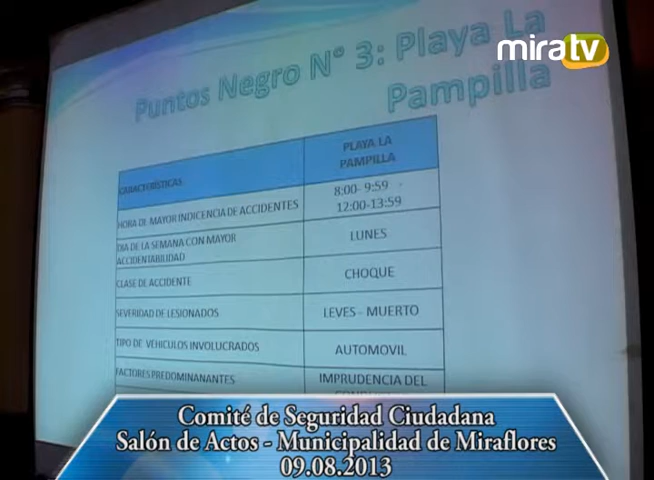 miratv
Puntos Negro N° 3: Playa La
Pampilla
CARACTERÍSTICAS
PLAYA LA
PAMPILLA
HORA DE MAYOR INDICENCIA DE ACCIDENTES
8:00- 9:59
12:00-13:59
DIA DE LA SEMANA CON MAYOR
ACCIDENTABILIDAD
LUNES
CLASE DE ACCIDENTE
CHOQUE
SEVERIDAD DE LESIONADOS
LEVES - MUERTO
TIPO DE VEHICULOS INVOLUCRADOS
AUTOMOVIL
FACTORES PREDOMINANANTES
IMPRUDENCIA DEL
Comité de Seguridad Ciudadana
Salón de Actos - Municipalidad de Miraflores
09.08.2013